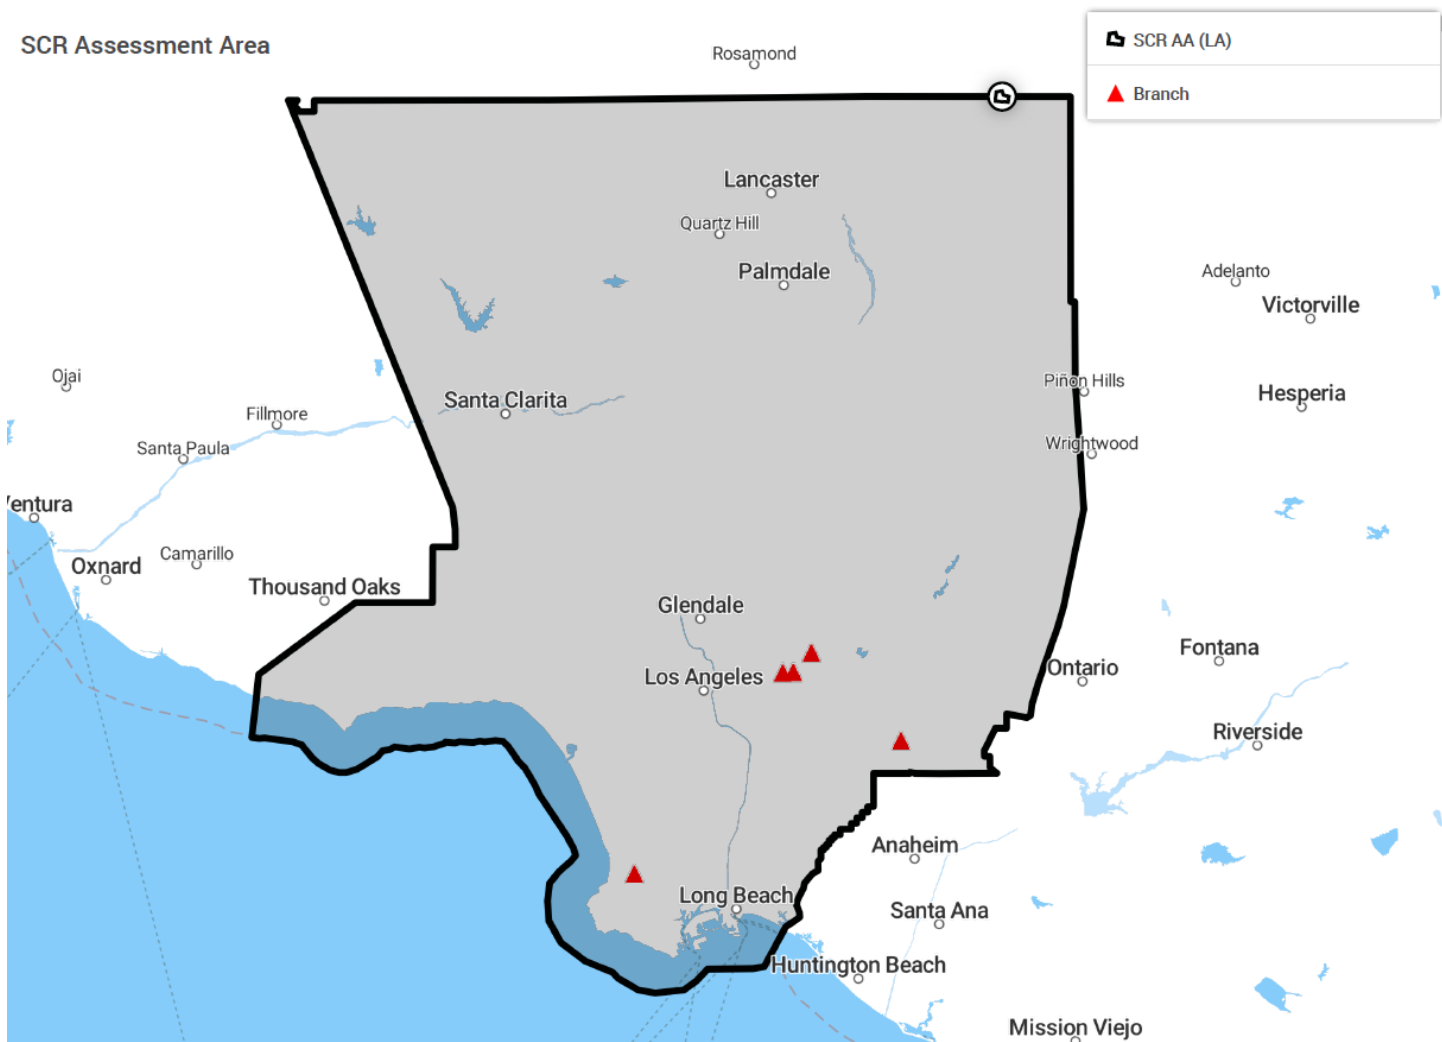 SCR Assessment Area
SCR AA (LA)
Branch
Rosamond
Lancaster
Quartz Hill
Palmdale
Adelanto
Victorville
Ojai
Piñon Hills
Hesperia
Santa Clarita
Fillmore
Santa Paula
Wrightwood
entura
Camarillo
Oxnard
Thousand Oaks
Glendale
Fontana
Los Angeles
Ontario
Riverside
Anaheim
Long Beach
Santa Ana
Huntington Beach
Mission Viejo